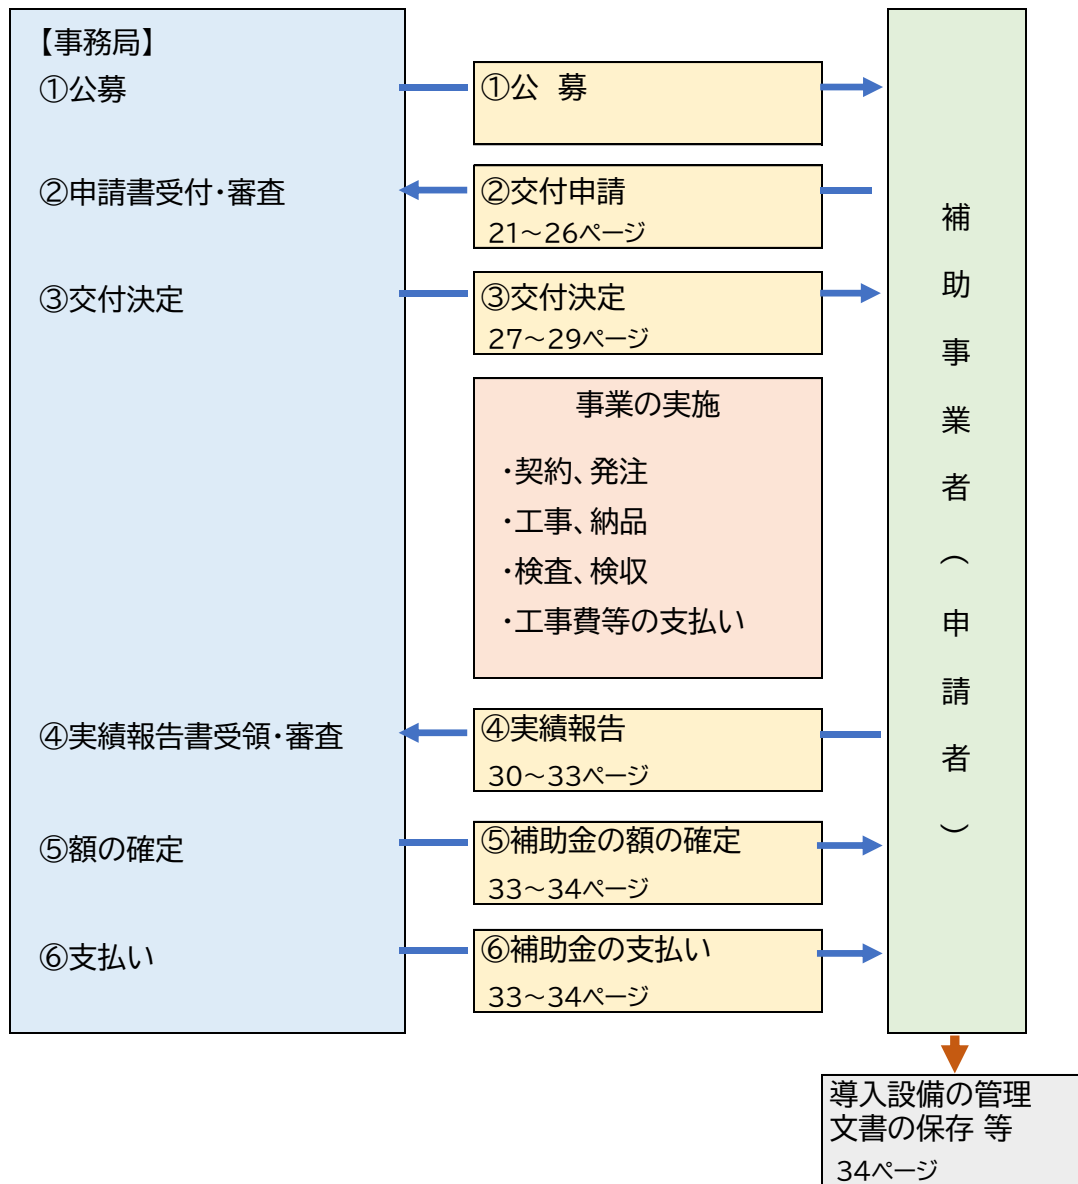 【事務局】
①公募
②申請書受付・審査
③交付決定
④実績報告書受領・審査
⑤額の確定
⑥支払い
①公 募
②交付申請
21～26ページ
③交付決定
27～29ページ
事業の実施
・契約、発注
・工事、納品
・検査、検収
・工事費等の支払い
④実績報告
30～33ページ
⑤補助金の額の確定
33～34ページ
⑥補助金の支払い
33～34ページ
補助事業者（申請者）
導入設備の管理
文書の保存 等
34ページ